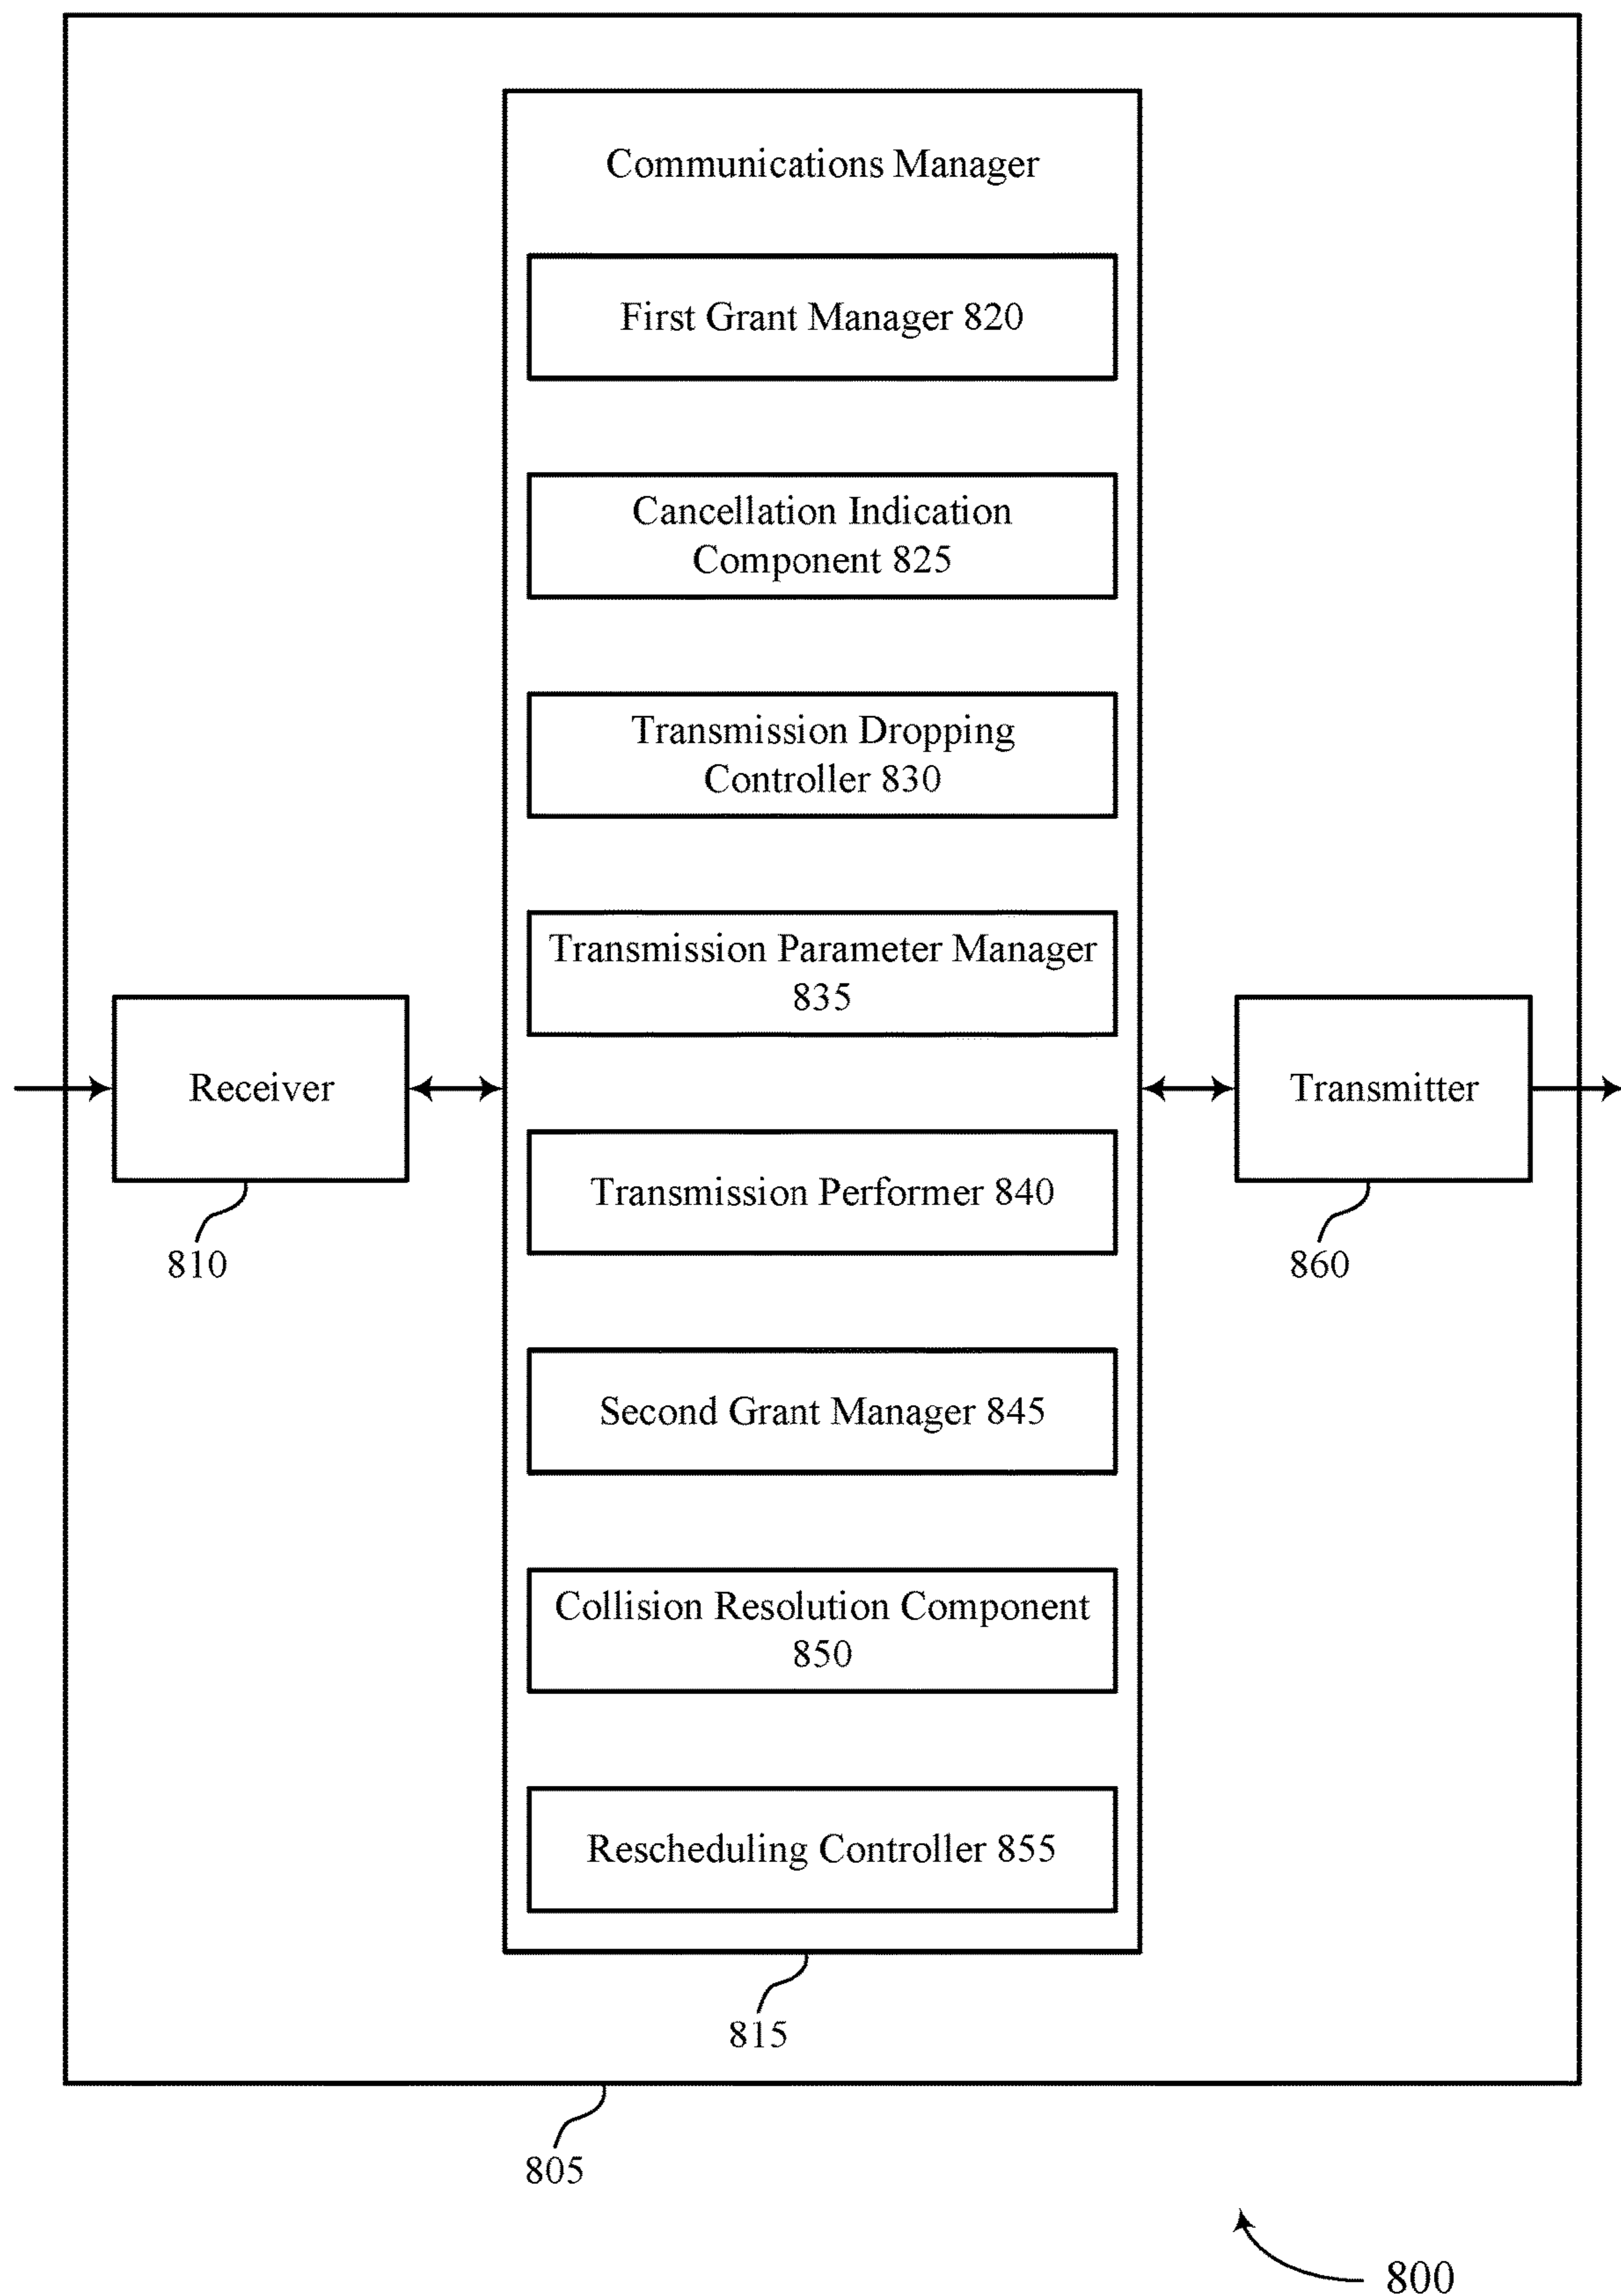 Communications Manager
First Grant Manager 820
Cancellation Indication
Component 825
Transmission Dropping
Controller 830
Transmission Parameter Manager
835
Receiver
Transmitter
Transmission Performer 840
810
860
Second Grant Manager 845
Collision Resolution Component
850
Rescheduling Controller 855
815
805
800